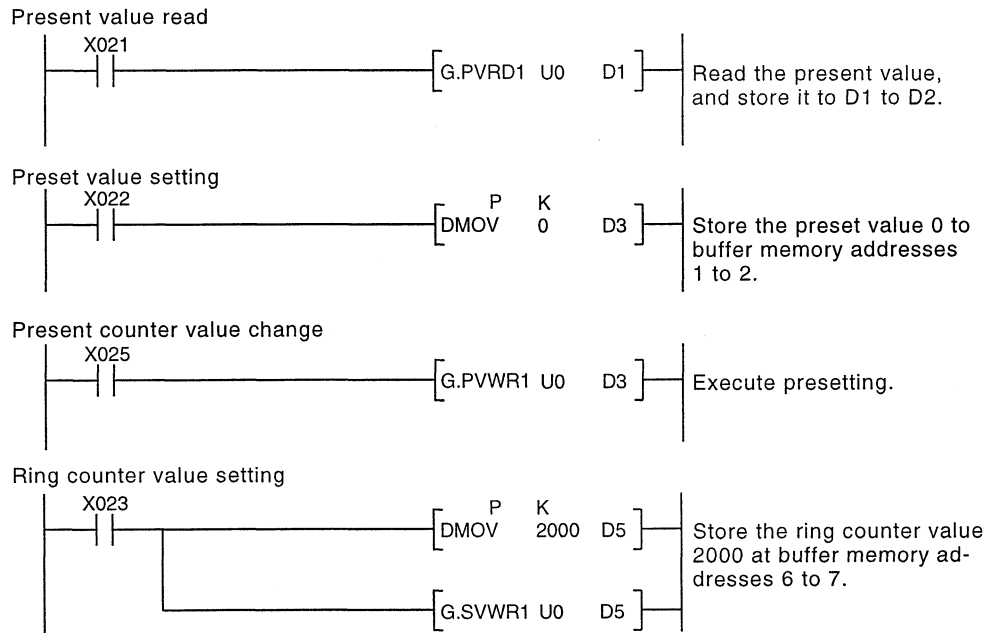 Present value read
X021
G.PVRD1 U0 D1
Read the present value,
and store it to D1 to D2.
Preset value setting
X022
P K
DMOV 0 D3
Store the preset value 0 to
buffer memory addresses
1 to 2.
Present counter value change
X025
G.PVWR1 U0 D3
Execute presetting.
Ring counter value setting
X023
P K
DMOV 2000 D5
Store the ring counter value
2000 at buffer memory ad-
dresses 6 to 7.
G.SVWR1 U0 D5